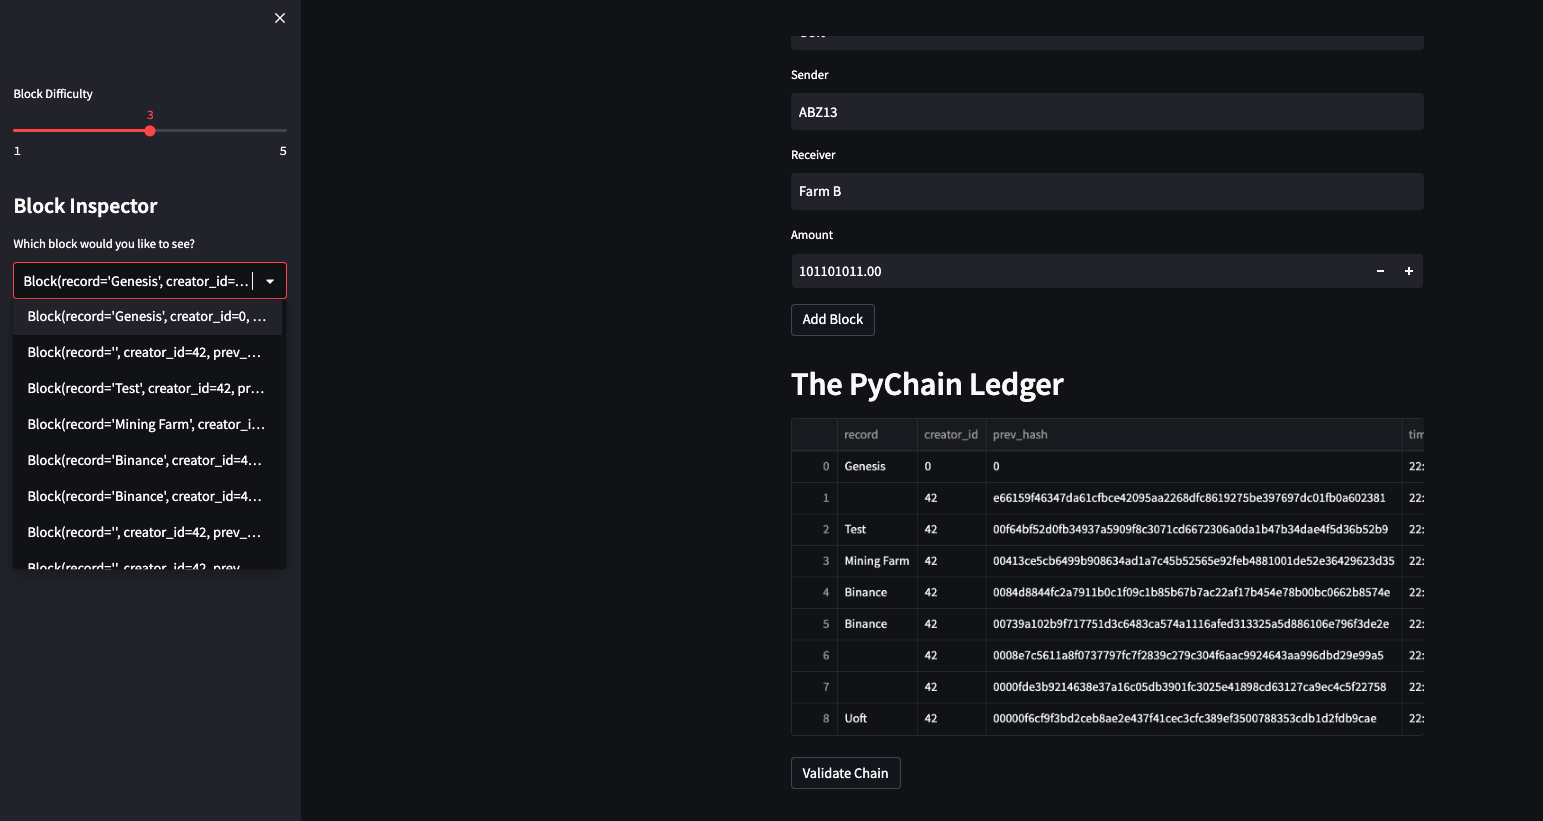 Block Difficulty
3
1 5
Block Inspector
Which block would you like to see?
Block(record='Genesis', creator_id=...
Block(record='Genesis', creator_id=0, ...
Block(record='', creator_id=42, prev_...
Block(record='Test', creator_id=42, pr...
Block(record='Mining Farm', creator_i...
Block(record='Binance', creator_id=4...
Block(record='Binance', creator_id=4...
Block(record='', creator_id=42, prev_...
Block(record='', creator_id=42, prev
Sender
ABZ13
Receiver
Farm B
Amount
101101011.00 − +
Add Block
The PyChain Ledger
record creator_id prev_hash tim
0 Genesis 0 0 22:
1 42 e66159f46347da61cfbce42095aa2268dfc8619275be397697dc01fb0a602381 22:
2 Test 42 00f64bf52d0fb34937a5909f8c3071cd6672306a0da1b47b34dae4f5d36b52b9 22:
3 Mining Farm 42 00413ce5cb6499b908634ad1a7c45b52565e92feb4881001de52e36429623d35 22:
4 Binance 42 0084d8844fc2a7911b0c1f09c1b85b67b7ac22af17b454e78b00bc0662b8574e 22:
5 Binance 42 00739a102b9f717751d3c6483ca574a1116afed313325a5d886106e796f3de2e 22:
6 42 0008e7c5611a8f0737797fc7f2839c279c304f6aac9924643aa996dbd29e99a5 22:
7 42 0000fde3b9214638e37a16c05db3901fc3025e41898cd63127ca9ec4c5f22758 22:
8 Uoft 42 00000f6cf9f3bd2ceb8ae2e437f41cec3cfc389ef3500788353cdb1d2fdb9cae 22:
Validate Chain